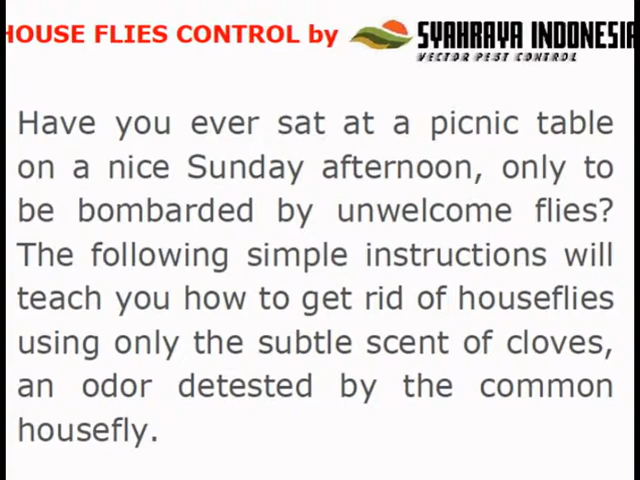 HOUSE FLIES CONTROL by SYAHRAYA INDONESIA
VECTOR PEST CONTROL
Have you ever sat at a picnic table
on a nice Sunday afternoon, only to
be bombarded by unwelcome flies?
The following simple instructions will
teach you how to get rid of houseflies
using only the subtle scent of cloves,
an odor detested by the common
housefly.